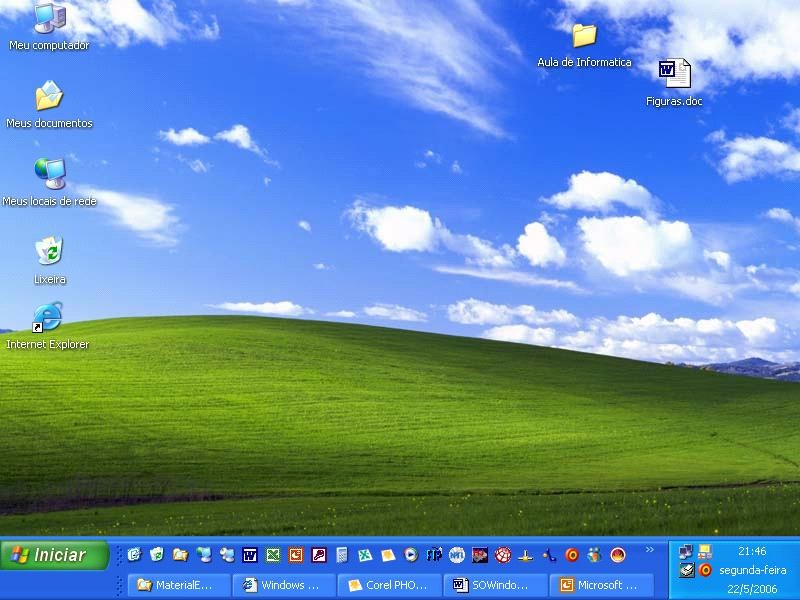 Meu computador
Meus documentos
Meus locais de rede
Lixeira
Internet Explorer
Aula de Informatica
Figuras.doc
Iniciar
21:46
segunda-feira
22/5/2006
MaterialE...
Windows ...
Corel PHO...
SOWindo...
Microsoft ...